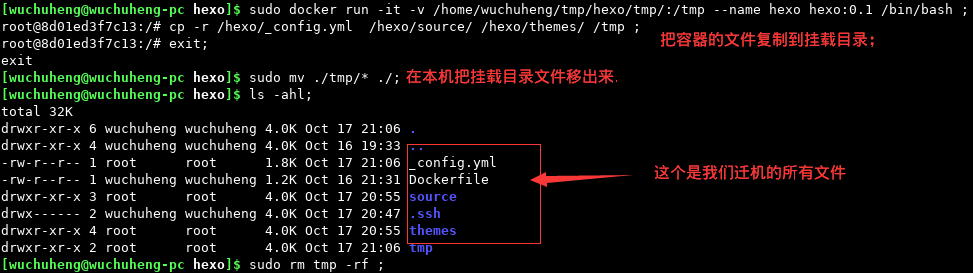 [wuchuheng@wuchuheng-pc hexo]$ sudo docker run -it -v /home/wuchuheng/tmp/hexo/tmp/:/tmp --name hexo hexo:0.1 /bin/bash ;
root@8d01ed3f7c13:/# cp -r /hexo/_config.yml  /hexo/source/ /hexo/themes/ /tmp ;
把容器的文件复制到挂载目录；
root@8d01ed3f7c13:/# exit;
exit
[wuchuheng@wuchuheng-pc hexo]$ sudo mv ./tmp/* ./; 在本机把挂载目录文件移出来.
[wuchuheng@wuchuheng-pc hexo]$ ls -ahl;
total 32K
drwxr-xr-x 6 wuchuheng wuchuheng 4.0K Oct 17 21:06 .
drwxr-xr-x 4 wuchuheng wuchuheng 4.0K Oct 16 19:33 ..
-rw-r--r-- 1 root      root      1.8K Oct 17 21:06 _config.yml
-rw-r--r-- 1 wuchuheng wuchuheng 1.2K Oct 16 21:31 Dockerfile
这个是我们迁机的所有文件
drwxr-xr-x 3 root      root      4.0K Oct 17 20:55 source
drwx------ 2 wuchuheng wuchuheng 4.0K Oct 17 20:47 .ssh
drwxr-xr-x 4 root      root      4.0K Oct 17 20:55 themes
drwxr-xr-x 2 root      root      4.0K Oct 17 21:06 tmp
[wuchuheng@wuchuheng-pc hexo]$ sudo rm tmp -rf ;